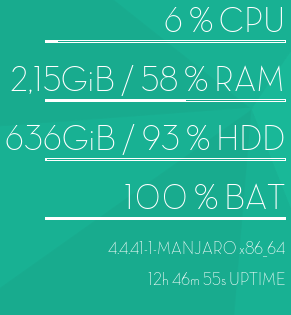 6 % CPU
2,15GiB / 58 % RAM
636GiB / 93 % HDD
100 % BAT
4.4.41-1-MANJARO x86_64
12h 46m 55s UPTIME